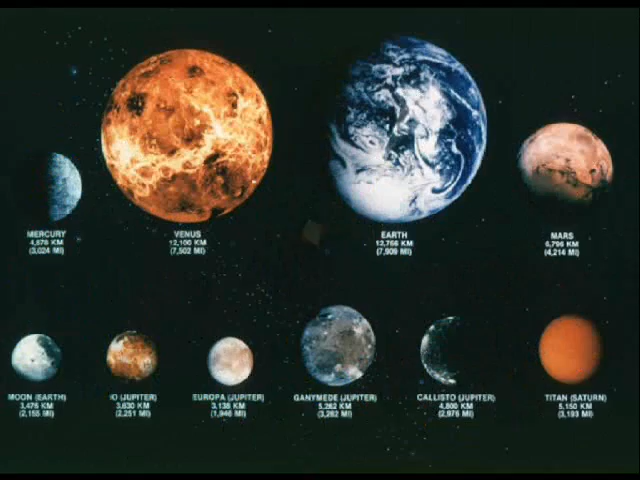 MERCURY
4,878 KM
(3,024 MI)
VENUS
12,100 KM
(7,502 MI)
EARTH
12,756 KM
(7,909 MI)
MARS
6,796 KM
(4,214 MI)
MOON (EARTH)
3,476 KM
(2,155 MI)
IO (JUPITER)
3,630 KM
(2,251 MI)
EUROPA (JUPITER)
3,138 KM
(1,946 MI)
GANYMEDE (JUPITER)
5,262 KM
(3,262 MI)
CALLISTO (JUPITER)
4,800 KM
(2,976 MI)
TITAN (SATURN)
5,150 KM
(3,193 MI)